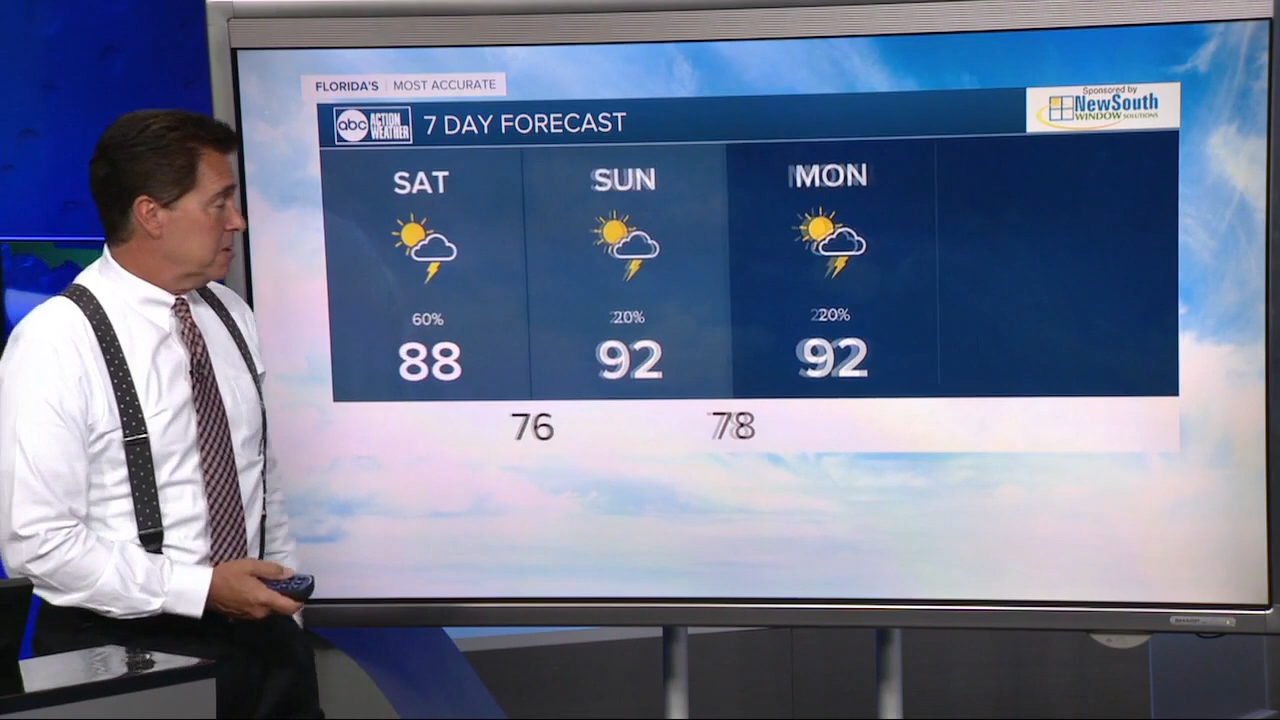 FLORIDA'S | MOST ACCURATE
abc ACTION WEATHER 7 DAY FORECAST
Sponsored by
NewSouth
WINDOW SOLUTIONS
SAT SUN MON
60% 20% 20%
88 92 92
76 78
SHARP